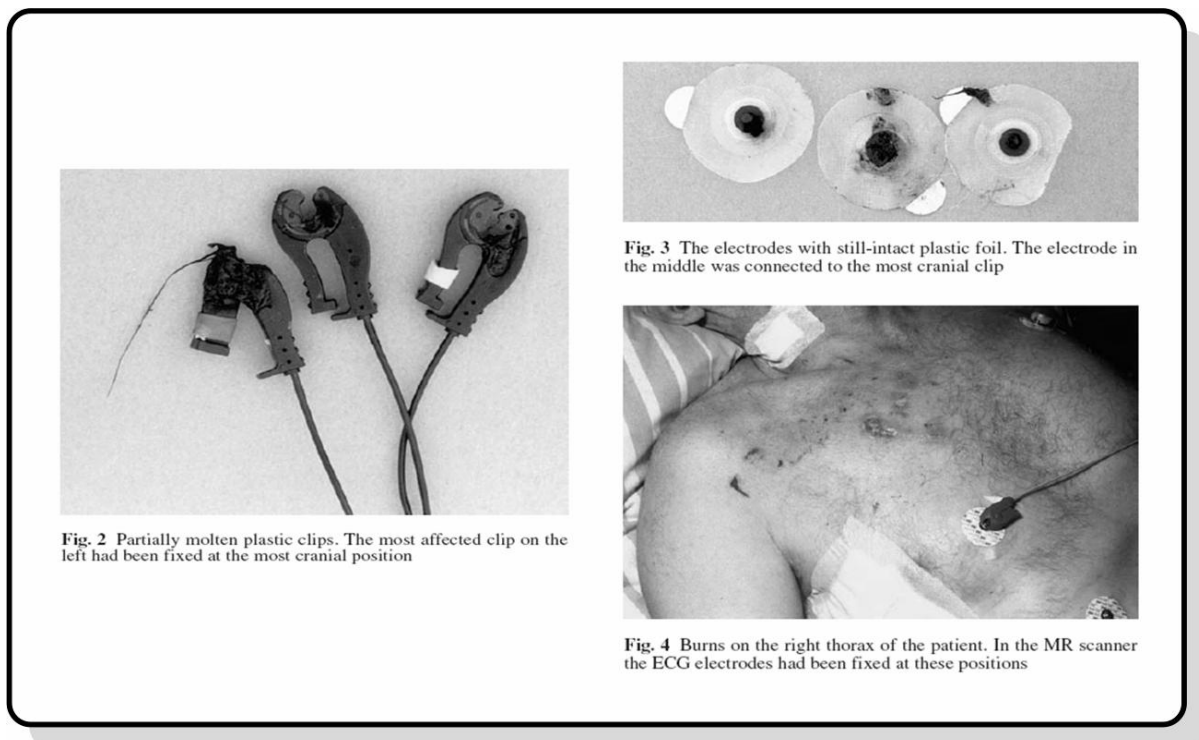 Fig. 2 Partially molten plastic clips. The most affected clip on the
left had been fixed at the most cranial position
Fig. 3 The electrodes with still-intact plastic foil. The electrode in
the middle was connected to the most cranial clip
Fig. 4 Burns on the right thorax of the patient. In the MR scanner
the ECG electrodes had been fixed at these positions